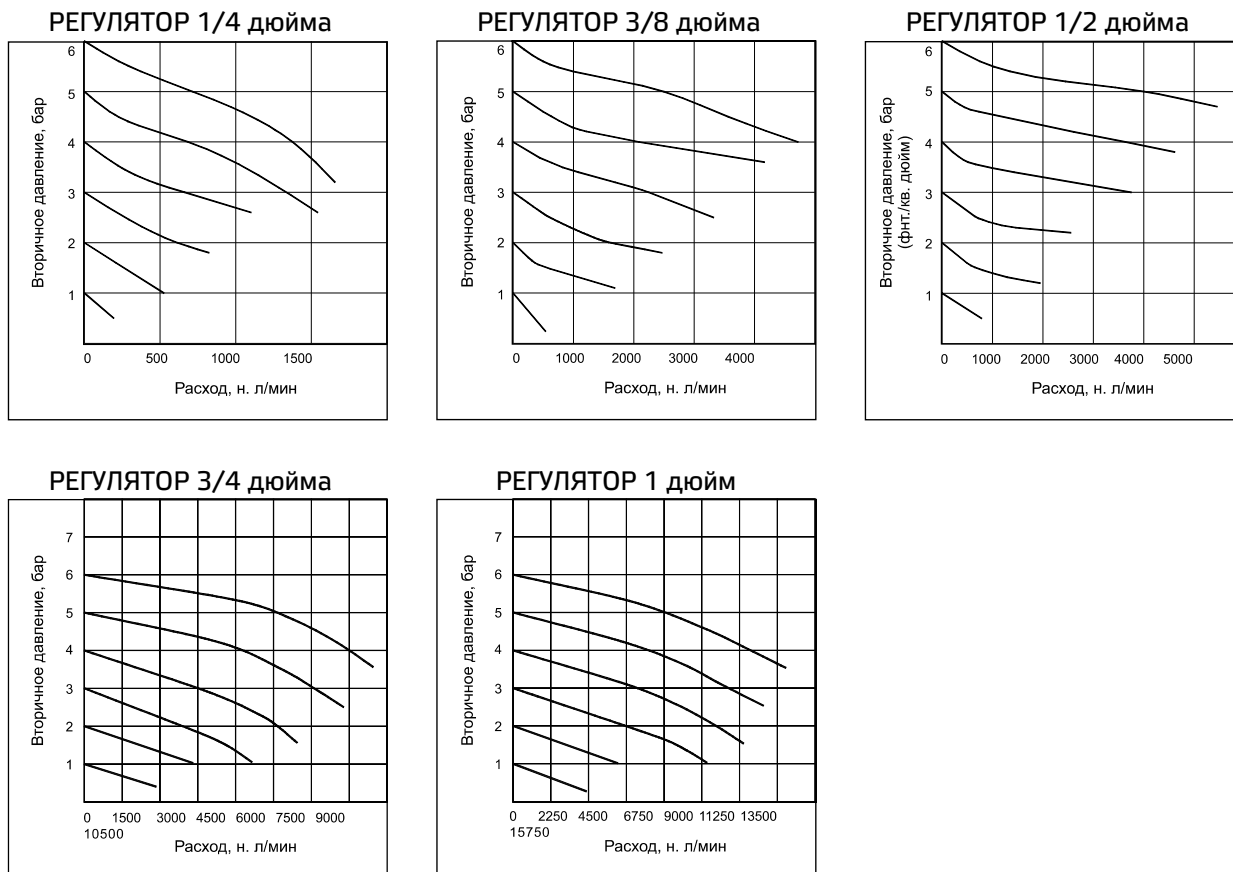 РЕГУЛЯТОР 1/4 дюйма
6
5
4
3
2
1
Вторичное давление, бар
0 500 1000 1500
Расход, н. л/мин
РЕГУЛЯТОР 3/8 дюйма
6
5
4
3
2
1
Вторичное давление, бар
0 1000 2000 3000 4000
Расход, н. л/мин
РЕГУЛЯТОР 1/2 дюйма
6
5
4
3
2
1
Вторичное давление, бар
(фнт./кв. дюйм)
0 1000 2000 3000 4000 5000
Расход, н. л/мин
РЕГУЛЯТОР 3/4 дюйма
7
6
5
4
3
2
1
Вторичное давление, бар
0 1500 3000 4500 6000 7500 9000
10500
Расход, н. л/мин
РЕГУЛЯТОР 1 дюйм
7
6
5
4
3
2
1
Вторичное давление, бар
0 2250 4500 6750 9000 11250 13500
15750
Расход, н. л/мин